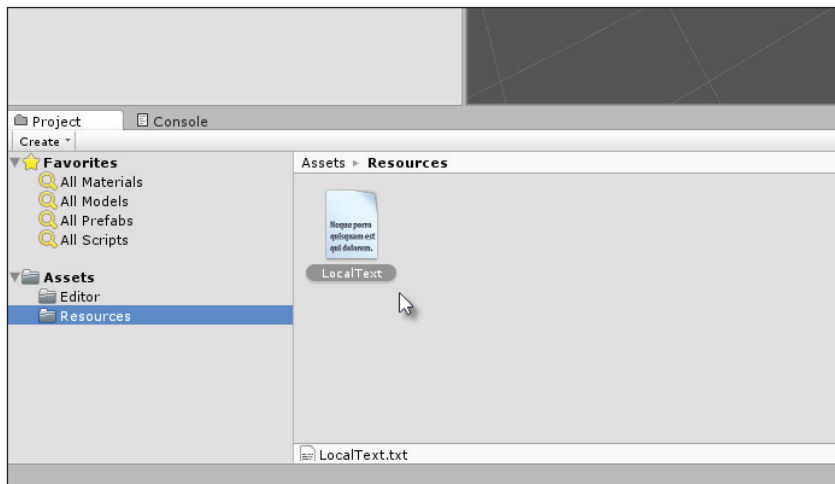 Project
Console
Create
Favorites
All Materials
All Models
All Prefabs
All Scripts
Assets
Editor
Resources
Assets ▸ Resources
Neque porro
quisquam est
qui dolorem.
LocalText
LocalText.txt